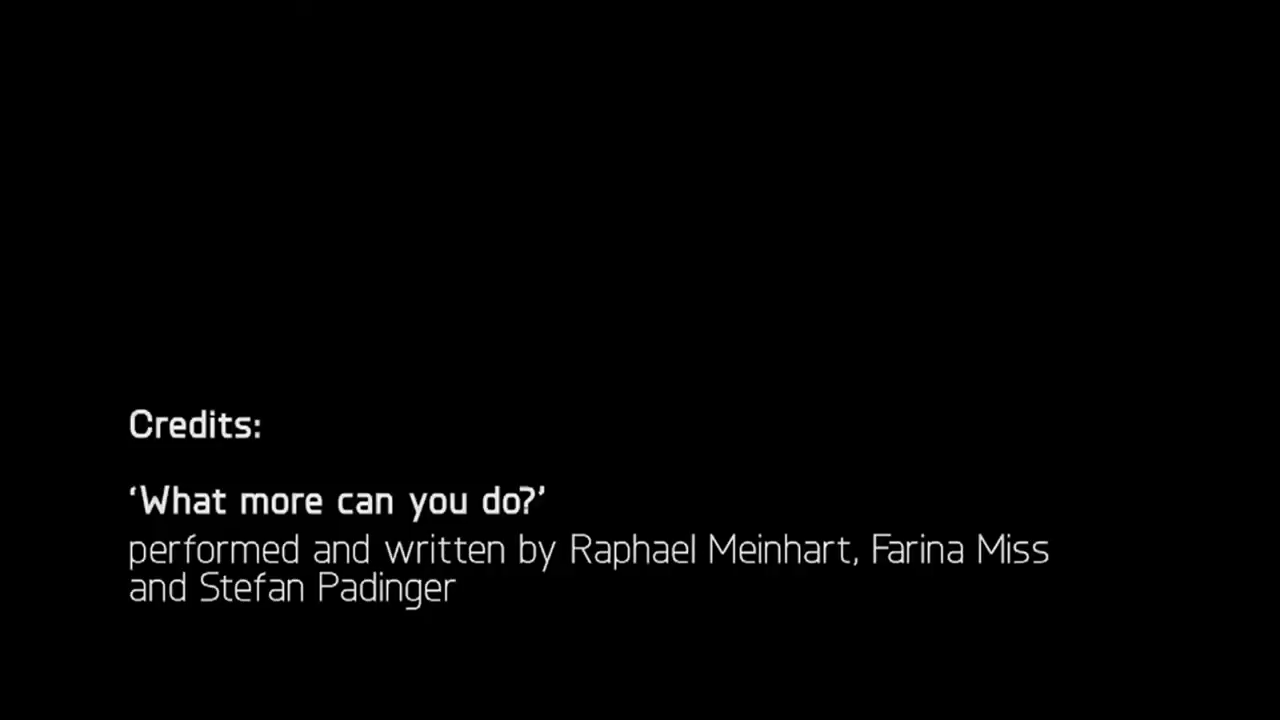 Credits:
‘What more can you do?’
performed and written by Raphael Meinhart, Farina Miss
and Stefan Padinger